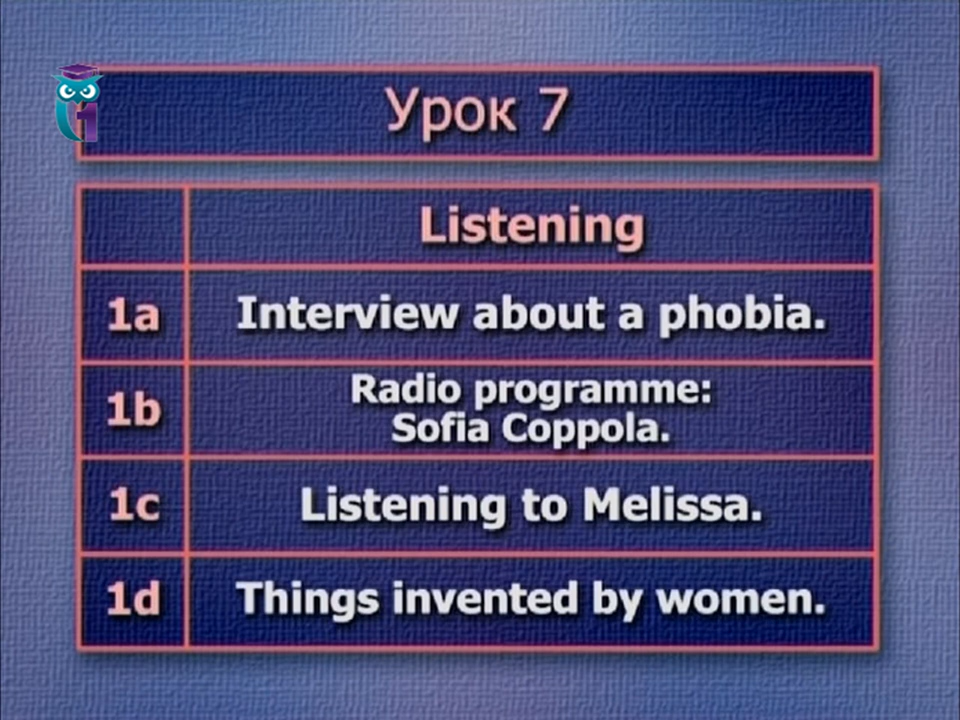 Урок 7
Listening
1a
Interview about a phobia.
1b
Radio programme:
Sofia Coppola.
1c
Listening to Melissa.
1d
Things invented by women.